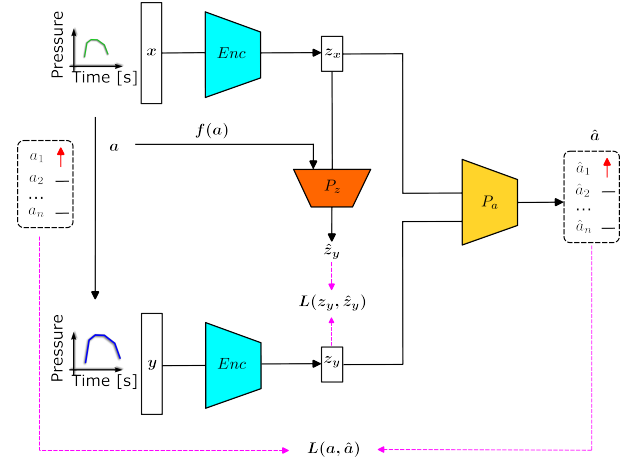 Pressure
Time [s]
x
Enc
z_x
a
f(a)
a_1
a_2
...
a_n
P_z
ẑ_y
L(z_y, ẑ_y)
P_a
â
â_1
â_2
...
â_n
Pressure
Time [s]
y
Enc
z_y
L(a, â)